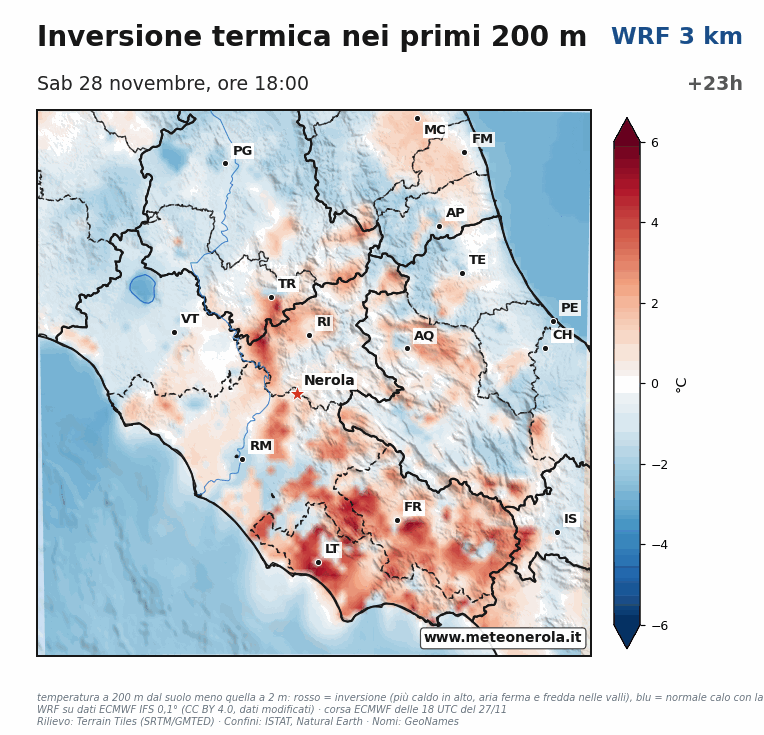 Inversione termica nei primi 200 m WRF 3 km
Sab 28 novembre, ore 18:00 +23h
MC
FM
PG
AP
TE
TR
PE
VT
RI
AQ
CH
Nerola
RM
FR
IS
LT
6
4
2
0
−2
−4
−6
°C
www.meteonerola.it
temperatura a 200 m dal suolo meno quella a 2 m: rosso = inversione (più caldo in alto, aria ferma e fredda nelle valli), blu = normale calo con la
WRF su dati ECMWF IFS 0,1° (CC BY 4.0, dati modificati) · corsa ECMWF delle 18 UTC del 27/11
Rilievo: Terrain Tiles (SRTM/GMTED) · Confini: ISTAT, Natural Earth · Nomi: GeoNames